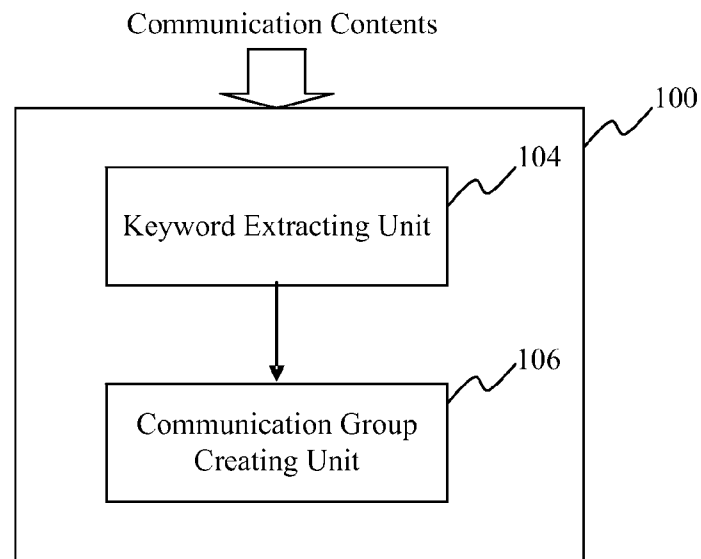 Communication Contents
100
104
Keyword Extracting Unit
106
Communication Group
Creating Unit